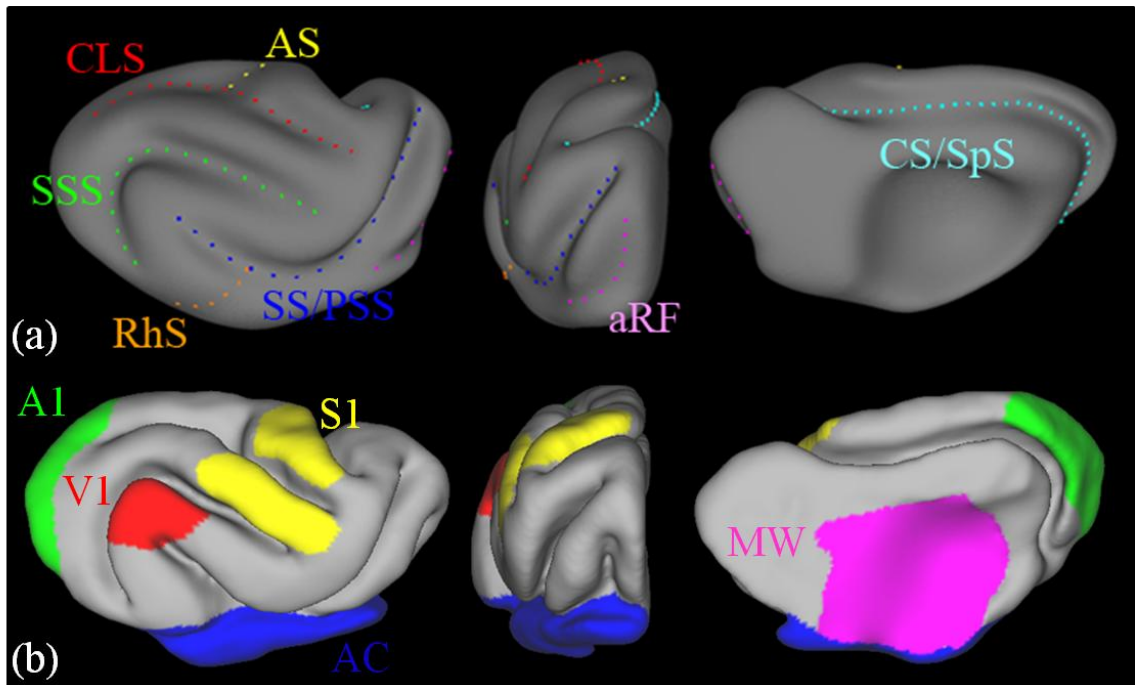 CLS
AS
SSS
CS/SpS
RhS
SS/PSS
aRF
(a)
A1
S1
V1
MW
AC
(b)